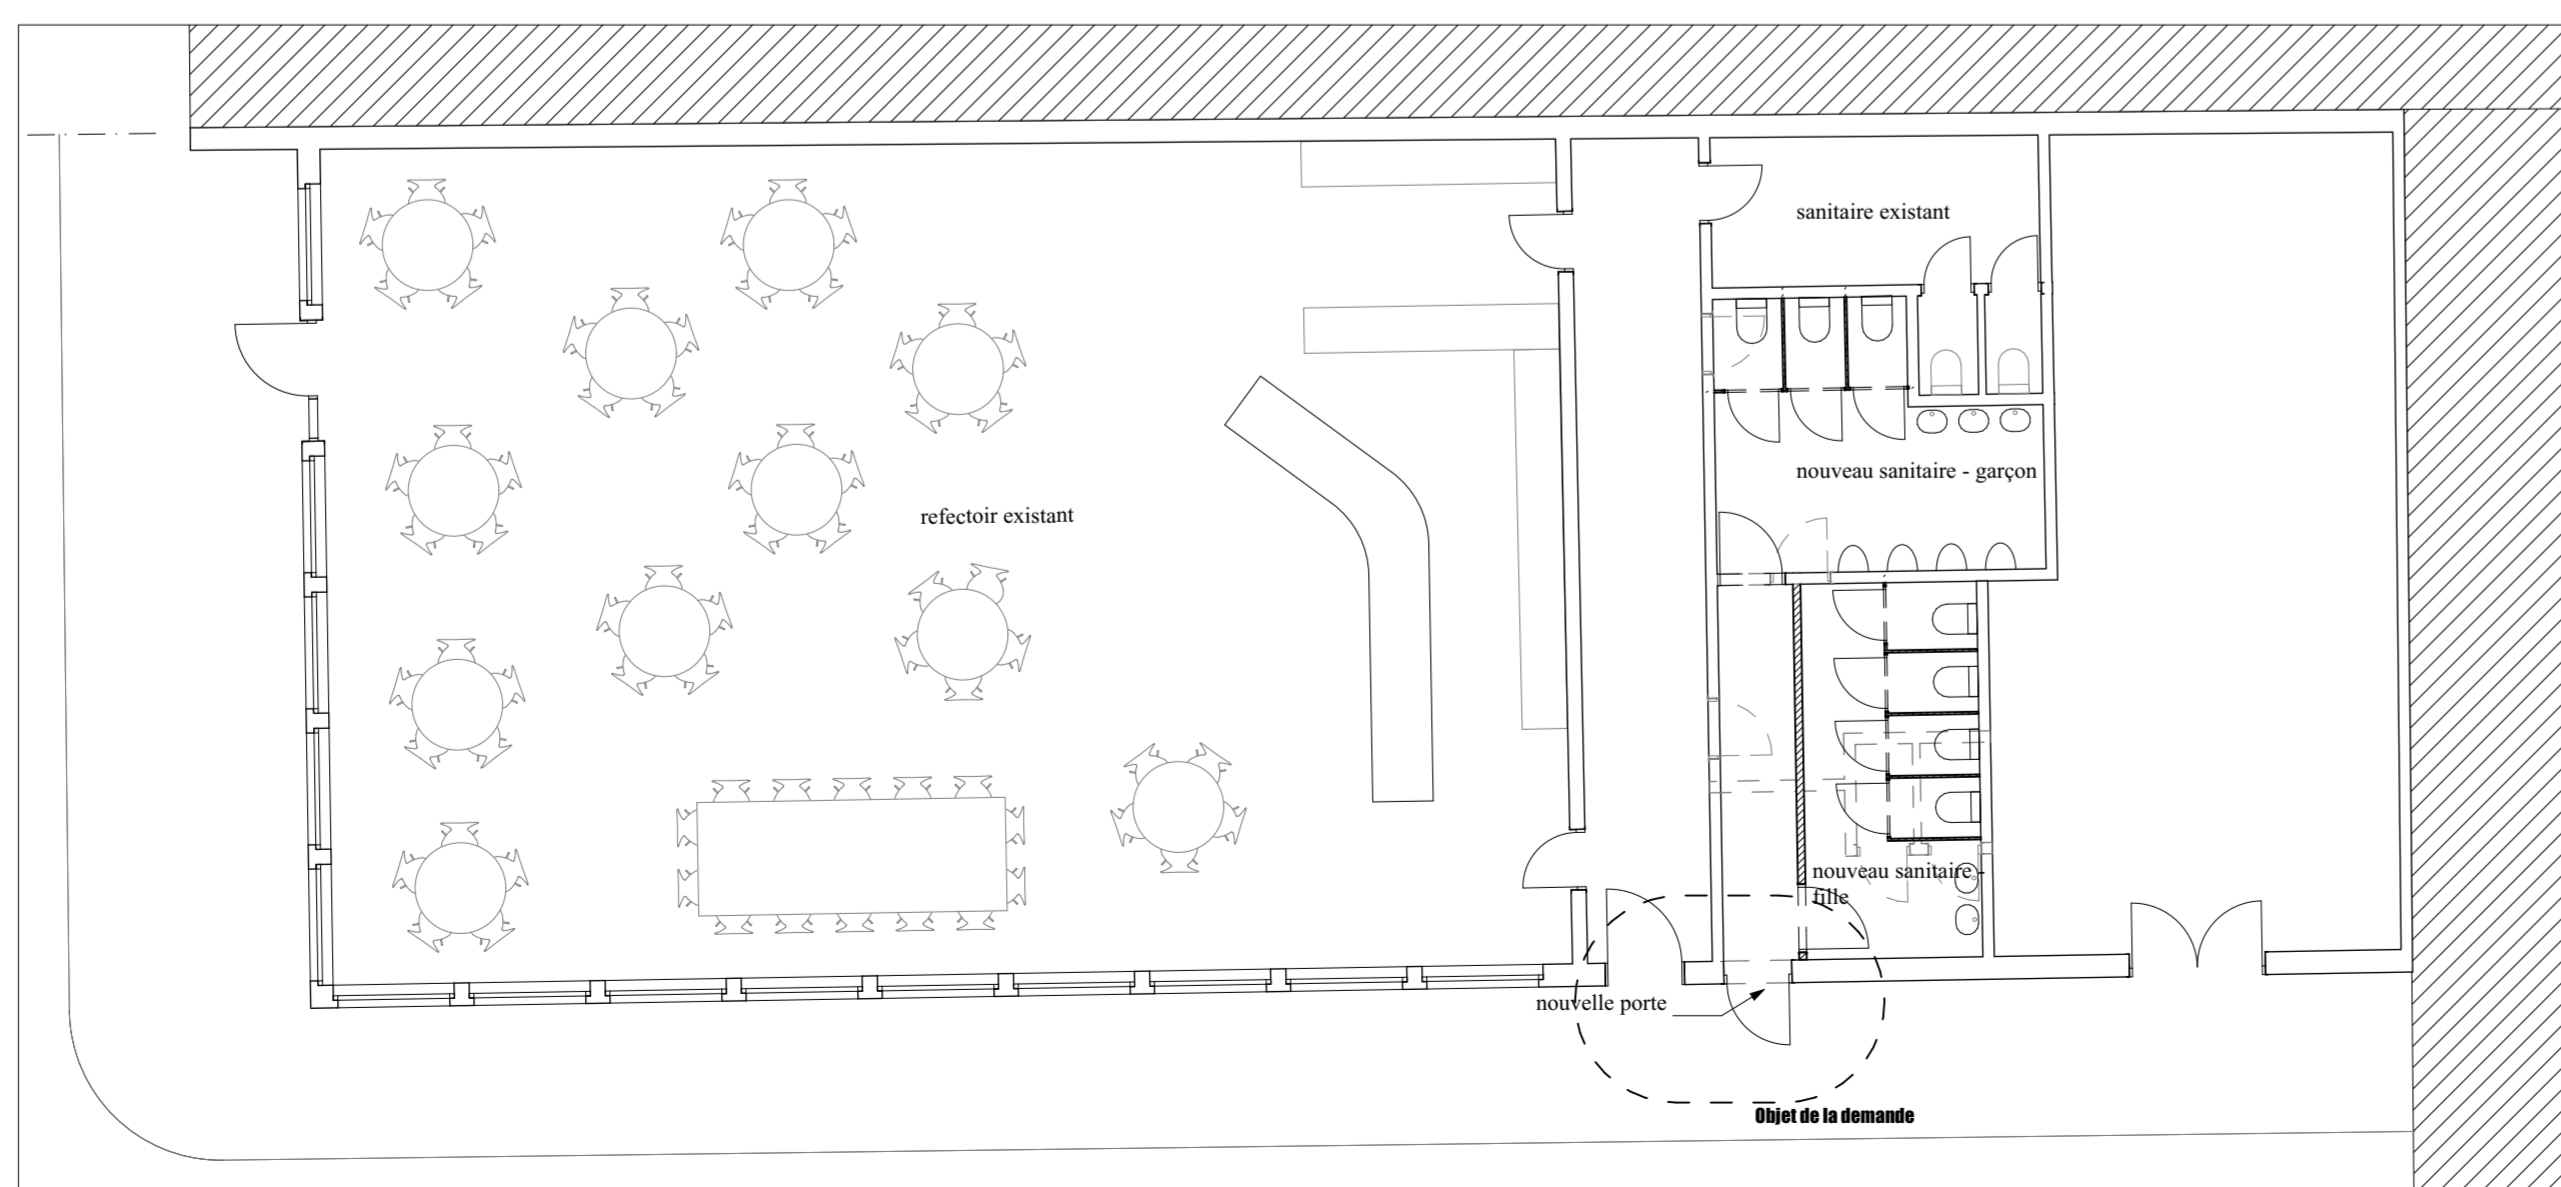 sanitaire existant
nouveau sanitaire - garçon
refectoir existant
nouveau sanitaire -
fille
nouvelle porte
Objet de la demande